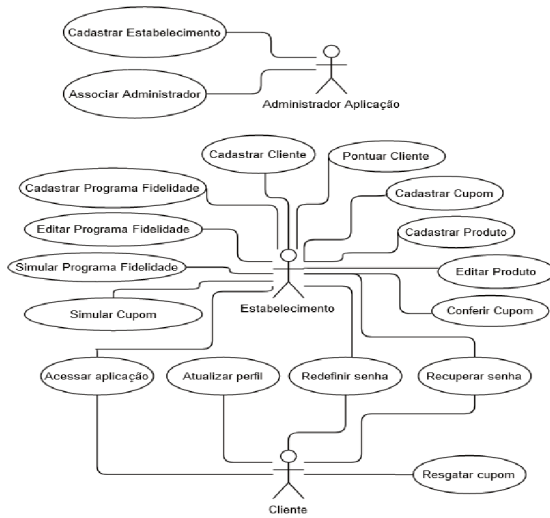 Cadastrar Estabelecimento
Associar Administrador
Administrador Aplicação
Cadastrar Cliente
Pontuar Cliente
Cadastrar Programa Fidelidade
Cadastrar Cupom
Editar Programa Fidelidade
Cadastrar Produto
Simular Programa Fidelidade
Editar Produto
Estabelecimento
Simular Cupom
Conferir Cupom
Acessar aplicação
Atualizar perfil
Redefinir senha
Recuperar senha
Resgatar cupom
Cliente